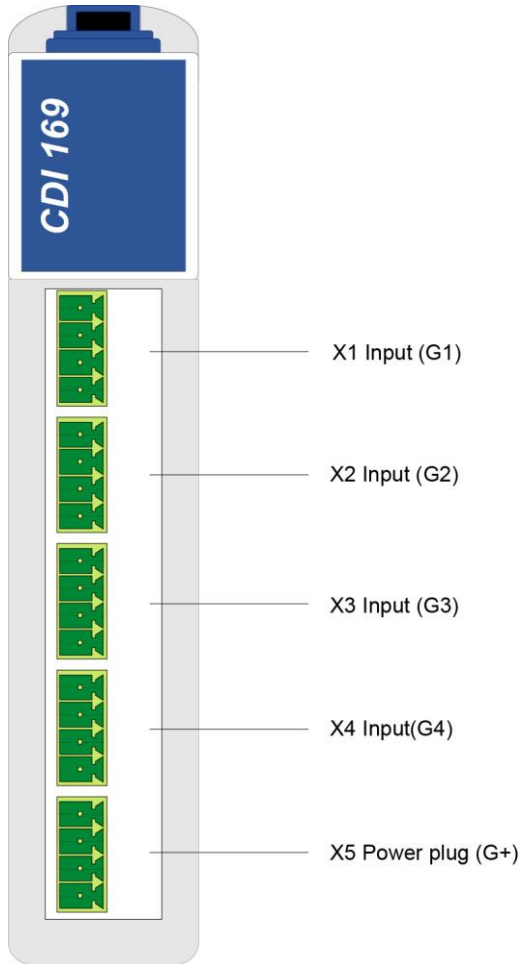 CDI 169
X1 Input (G1)
X2 Input (G2)
X3 Input (G3)
X4 Input(G4)
X5 Power plug (G+)